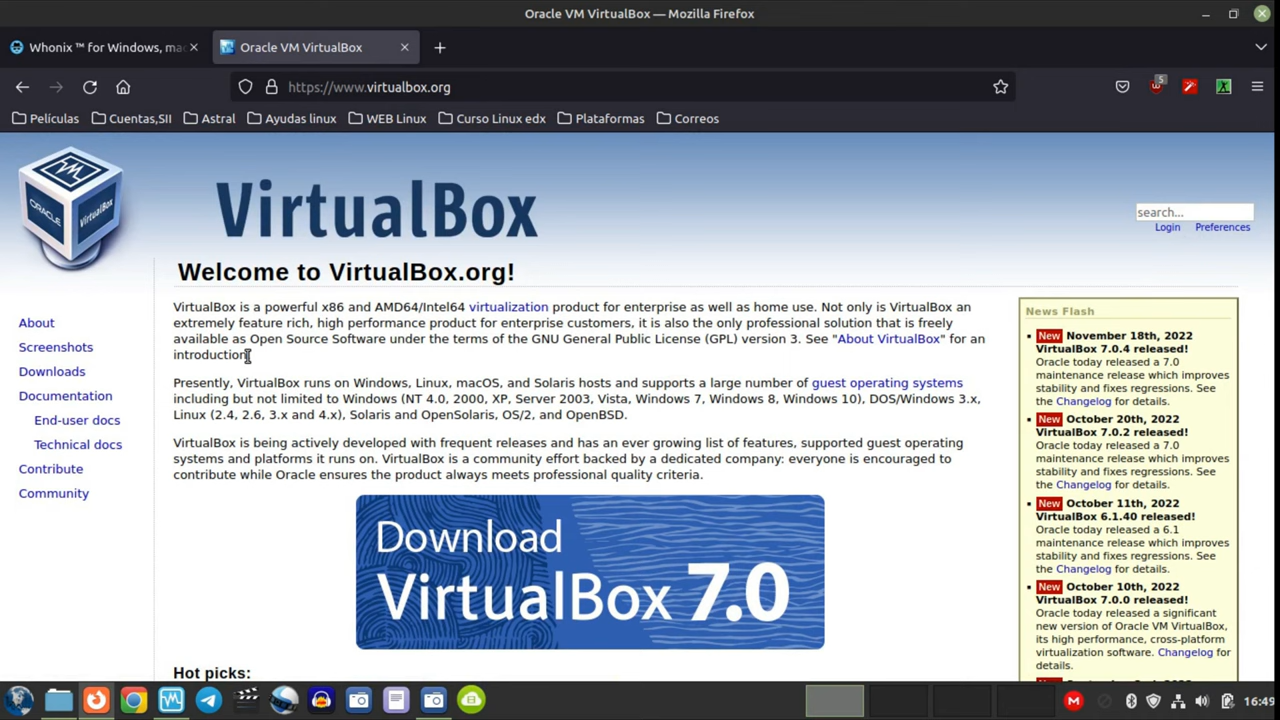 Oracle VM VirtualBox — Mozilla Firefox
Whonix ™ for Windows, mac
Oracle VM VirtualBox
https://www.virtualbox.org
5
Películas
Cuentas,SII
Astral
Ayudas linux
WEB Linux
Curso Linux edx
Plataformas
Correos
VM
ORACLE
VirtualBox
VirtualBox
search...
Login
Preferences
About
Screenshots
Downloads
Documentation
End-user docs
Technical docs
Contribute
Community
Welcome to VirtualBox.org!
VirtualBox is a powerful x86 and AMD64/Intel64 virtualization product for enterprise as well as home use. Not only is VirtualBox an
extremely feature rich, high performance product for enterprise customers, it is also the only professional solution that is freely
available as Open Source Software under the terms of the GNU General Public License (GPL) version 3. See "About VirtualBox" for an
introduction.
Presently, VirtualBox runs on Windows, Linux, macOS, and Solaris hosts and supports a large number of guest operating systems
including but not limited to Windows (NT 4.0, 2000, XP, Server 2003, Vista, Windows 7, Windows 8, Windows 10), DOS/Windows 3.x,
Linux (2.4, 2.6, 3.x and 4.x), Solaris and OpenSolaris, OS/2, and OpenBSD.
VirtualBox is being actively developed with frequent releases and has an ever growing list of features, supported guest operating
systems and platforms it runs on. VirtualBox is a community effort backed by a dedicated company: everyone is encouraged to
contribute while Oracle ensures the product always meets professional quality criteria.
Download
VirtualBox 7.0
Hot picks:
News Flash
New November 18th, 2022
VirtualBox 7.0.4 released!
Oracle today released a 7.0
maintenance release which improves
stability and fixes regressions. See
the Changelog for details.
New October 20th, 2022
VirtualBox 7.0.2 released!
Oracle today released a 7.0
maintenance release which improves
stability and fixes regressions. See
the Changelog for details.
New October 11th, 2022
VirtualBox 6.1.40 released!
Oracle today released a 6.1
maintenance release which improves
stability and fixes regressions. See
the Changelog for details.
New October 10th, 2022
VirtualBox 7.0.0 released!
Oracle today released a significant
new version of Oracle VM VirtualBox,
its high performance, cross-platform
virtualization software. Changelog for
details.
16:49